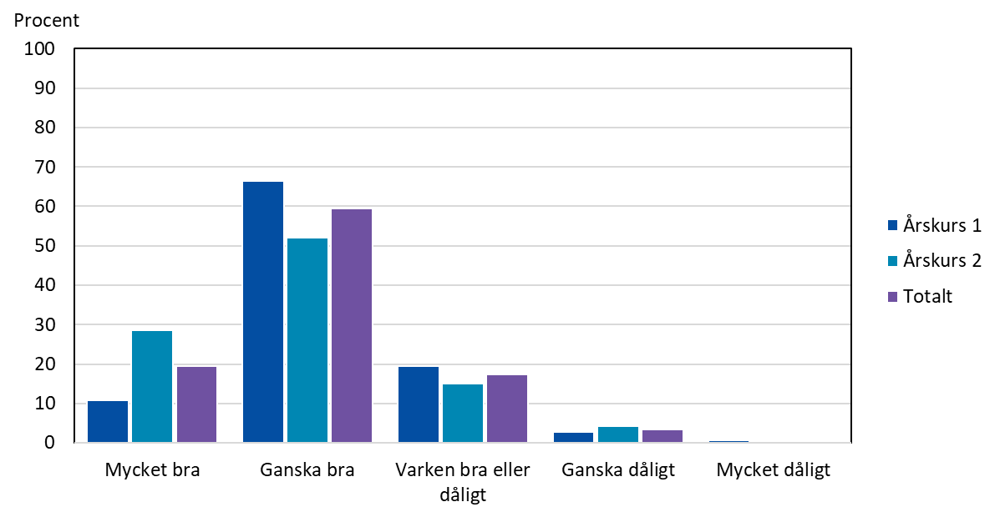 Procent
100
90
80
70
60
50
40
30
20
10
0
Mycket bra
Ganska bra
Varken bra eller
dåligt
Ganska dåligt
Mycket dåligt
Årskurs 1
Årskurs 2
Totalt